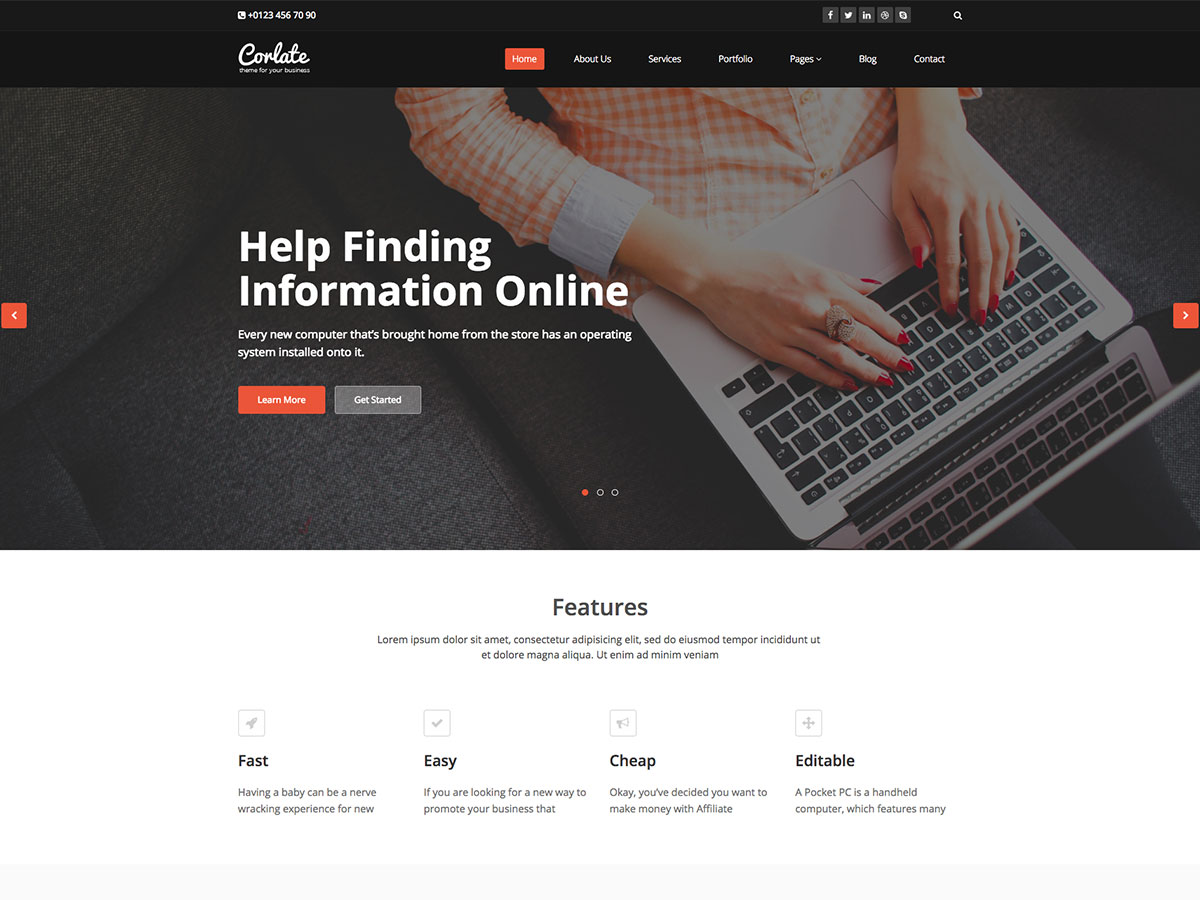 +0123 456 70 90
Corlate
theme for your business
Home
About Us
Services
Portfolio
Pages
Blog
Contact
Help Finding
Information Online
Every new computer that's brought home from the store has an operating
system installed onto it.
Learn More
Get Started
Features
Lorem ipsum dolor sit amet, consectetur adipisicing elit, sed do eiusmod tempor incididunt ut
et dolore magna aliqua. Ut enim ad minim veniam
Fast
Having a baby can be a nerve
wracking experience for new
Easy
If you are looking for a new way to
promote your business that
Cheap
Okay, you've decided you want to
make money with Affiliate
Editable
A Pocket PC is a handheld
computer, which features many